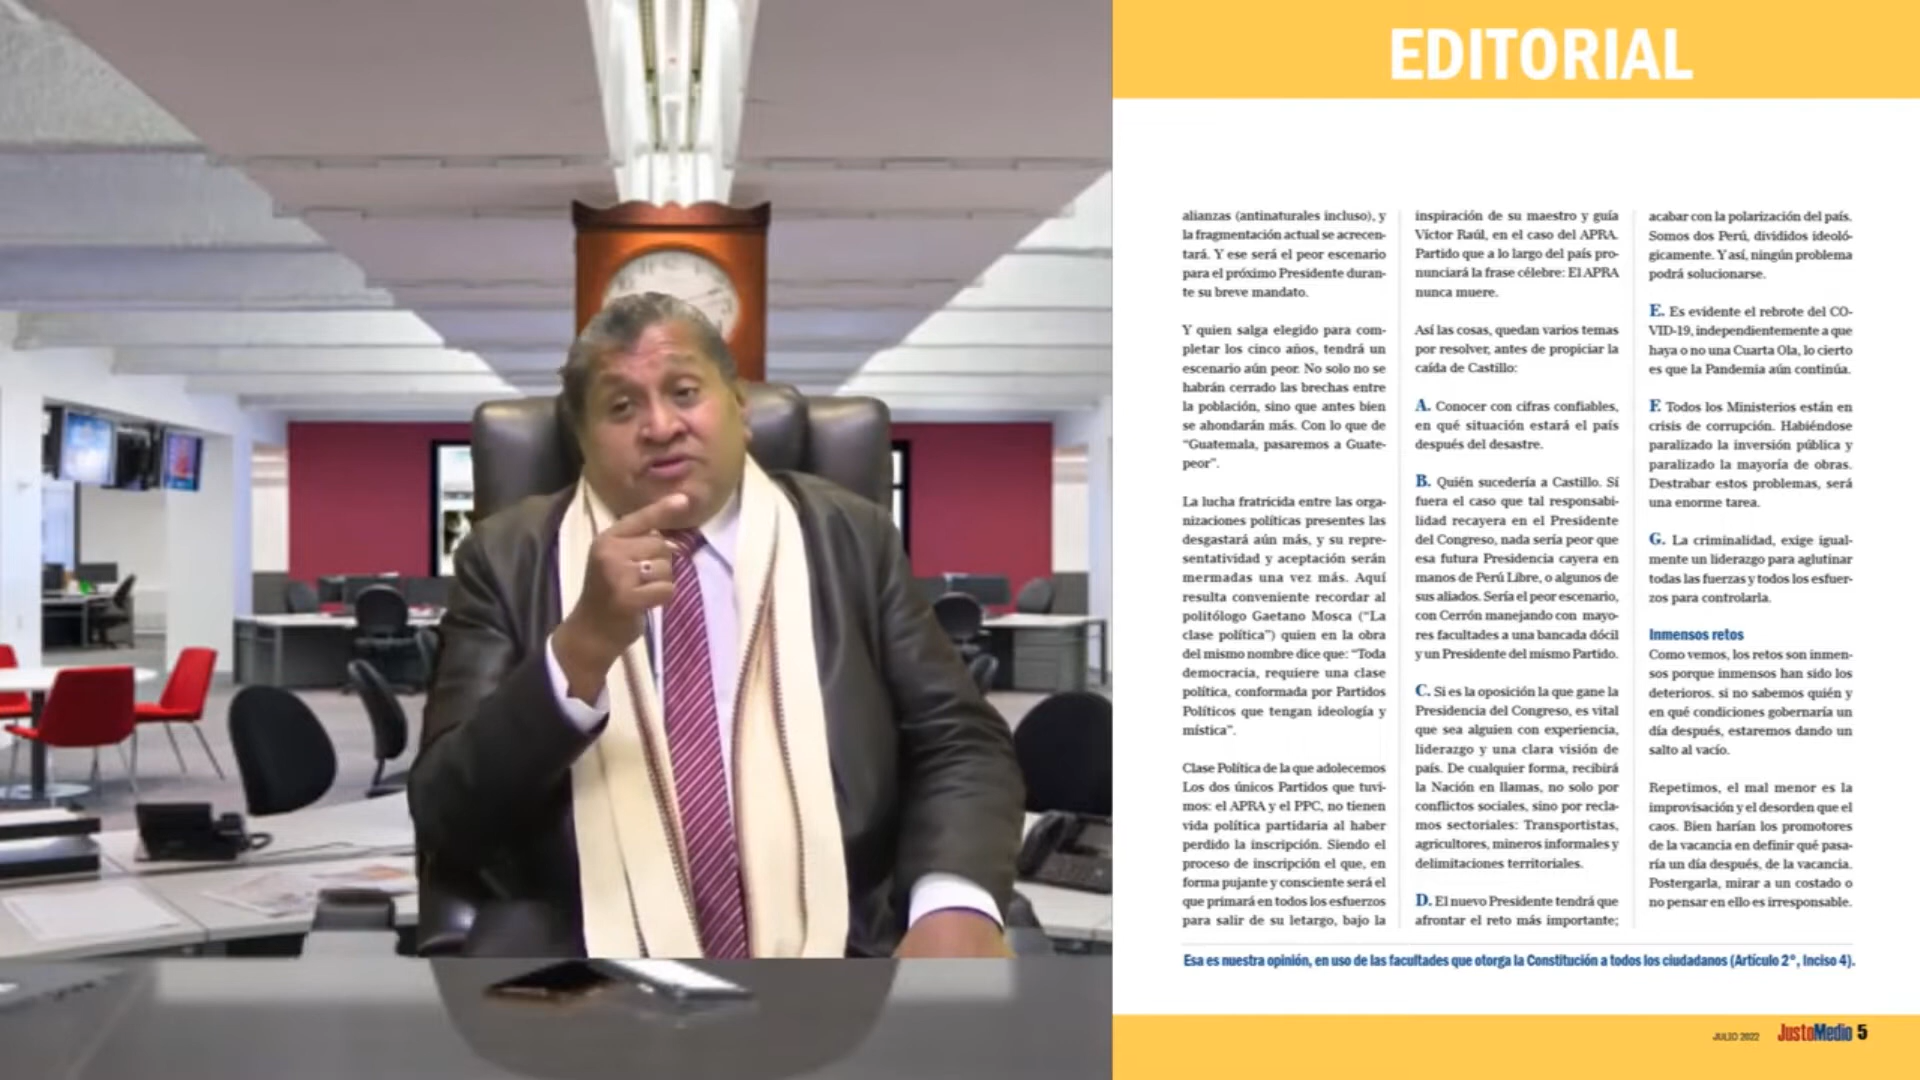 EDITORIAL
alianzas (antinaturales incluso), y
la fragmentación actual se acrecen-
tará. Y ese será el peor escenario
para el próximo Presidente duran-
te su breve mandato.
Y quien salga elegido para com-
pletar los cinco años, tendrá un
escenario aún peor. No solo no se
habrán cerrado las brechas entre
la población, sino que antes bien
se ahondarán más. Con lo que de
“Guatemala, pasaremos a Guate-
peor”.
La lucha fratricida entre las orga-
nizaciones políticas presentes las
desgastará aún más, y su repre-
sentatividad y aceptación serán
mermadas una vez más. Aquí
resulta conveniente recordar al
politólogo Gaetano Mosca (“La
clase política”) quien en la obra
del mismo nombre dice que: “Toda
democracia, requiere una clase
política, conformada por Partidos
Políticos que tengan ideología y
mística”.
Clase Política de la que adolecemos
Los dos únicos Partidos que tuvi-
mos: el APRA y el PPC, no tienen
vida política partidaria al haber
perdido la inscripción. Siendo el
proceso de inscripción el que, en
forma pujante y consciente será el
que primará en todos los esfuerzos
para salir de su letargo, bajo la
inspiración de su maestro y guía
Víctor Raúl, en el caso del APRA.
Partido que a lo largo del país pro-
nunciará la frase célebre: El APRA
nunca muere.
Así las cosas, quedan varios temas
por resolver, antes de propiciar la
caída de Castillo:
A. Conocer con cifras confiables,
en qué situación estará el país
después del desastre.
B. Quién sucedería a Castillo. Sí
fuera el caso que tal responsabi-
lidad recayera en el Presidente
del Congreso, nada sería peor que
esa futura Presidencia cayera en
manos de Perú Libre, o algunos de
sus aliados. Sería el peor escenario,
con Cerrón manejando con mayo-
res facultades a una bancada dócil
y un Presidente del mismo Partido.
C. Si es la oposición la que gane la
Presidencia del Congreso, es vital
que sea alguien con experiencia,
liderazgo y una clara visión de
país. De cualquier forma, recibirá
la Nación en llamas, no solo por
conflictos sociales, sino por recla-
mos sectoriales: Transportistas,
agricultores, mineros informales y
delimitaciones territoriales.
D. El nuevo Presidente tendrá que
afrontar el reto más importante;
acabar con la polarización del país.
Somos dos Perú, divididos ideoló-
gicamente. Y así, ningún problema
podrá solucionarse.
E. Es evidente el rebrote del CO-
VID-19, independientemente a que
haya o no una Cuarta Ola, lo cierto
es que la Pandemia aún continúa.
F. Todos los Ministerios están en
crisis de corrupción. Habiéndose
paralizado la inversión pública y
paralizado la mayoría de obras.
Destrabar estos problemas, será
una enorme tarea.
G. La criminalidad, exige igual-
mente un liderazgo para aglutinar
todas las fuerzas y todos los esfuer-
zos para controlarla.
Inmensos retos
Como vemos, los retos son inmen-
sos porque inmensos han sido los
deterioros. si no sabemos quién y
en qué condiciones gobernaría un
día después, estaremos dando un
salto al vacío.
Repetimos, el mal menor es la
improvisación y el desorden que el
caos. Bien harían los promotores
de la vacancia en definir qué pasa-
ría un día después, de la vacancia.
Postergarla, mirar a un costado o
no pensar en ello es irresponsable.
Esa es nuestra opinión, en uso de las facultades que otorga la Constitución a todos los ciudadanos (Artículo 2°, Inciso 4).
JULIO 2022 JustoMedio 5